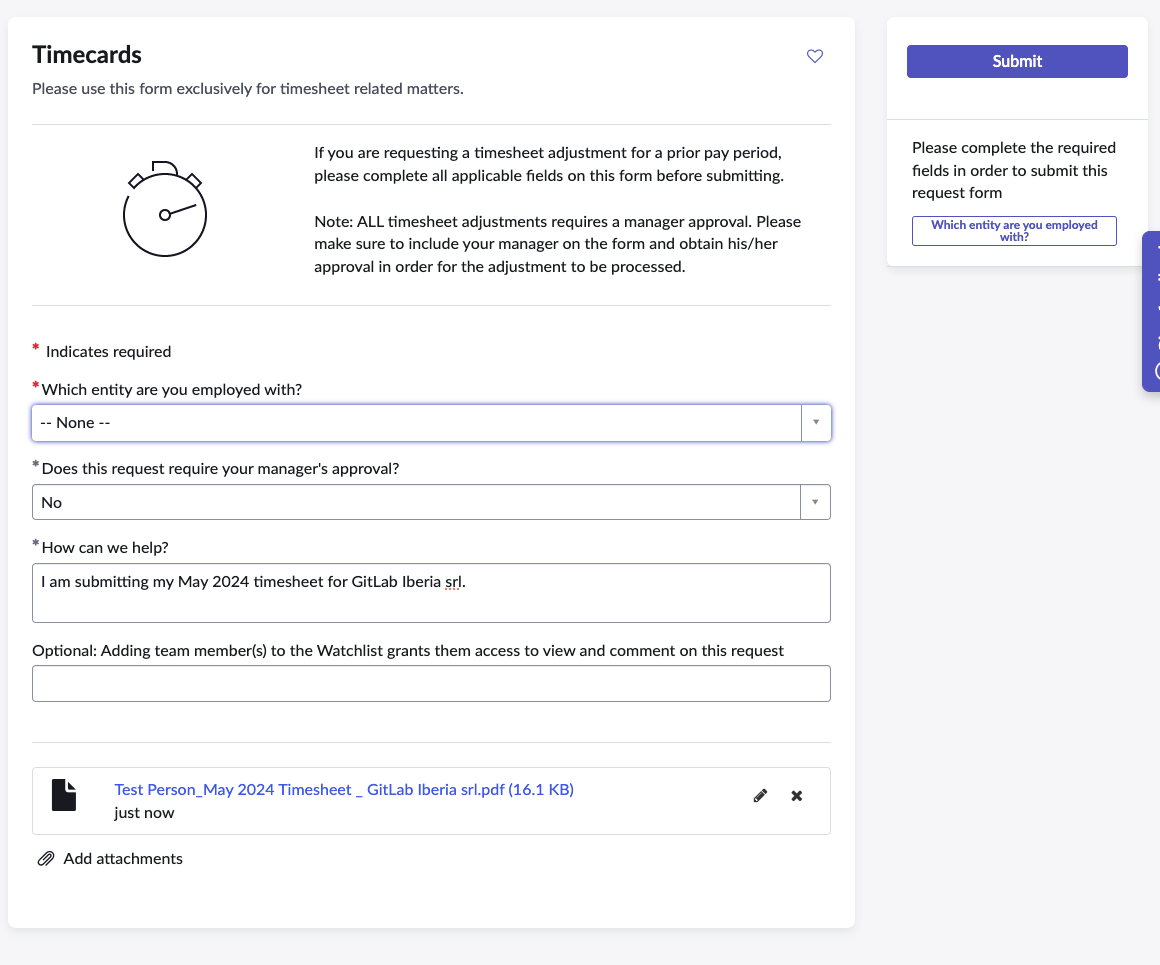 Timecards
Please use this form exclusively for timesheet related matters.
If you are requesting a timesheet adjustment for a prior pay period,
please complete all applicable fields on this form before submitting.
Note: ALL timesheet adjustments requires a manager approval. Please
make sure to include your manager on the form and obtain his/her
approval in order for the adjustment to be processed.
* Indicates required
*Which entity are you employed with?
-- None --
*Does this request require your manager's approval?
No
*How can we help?
I am submitting my May 2024 timesheet for GitLab Iberia srl.
Optional: Adding team member(s) to the Watchlist grants them access to view and comment on this request
Test Person_May 2024 Timesheet _ GitLab Iberia srl.pdf (16.1 KB)
just now
Add attachments
Submit
Please complete the required
fields in order to submit this
request form
Which entity are you employed
with?